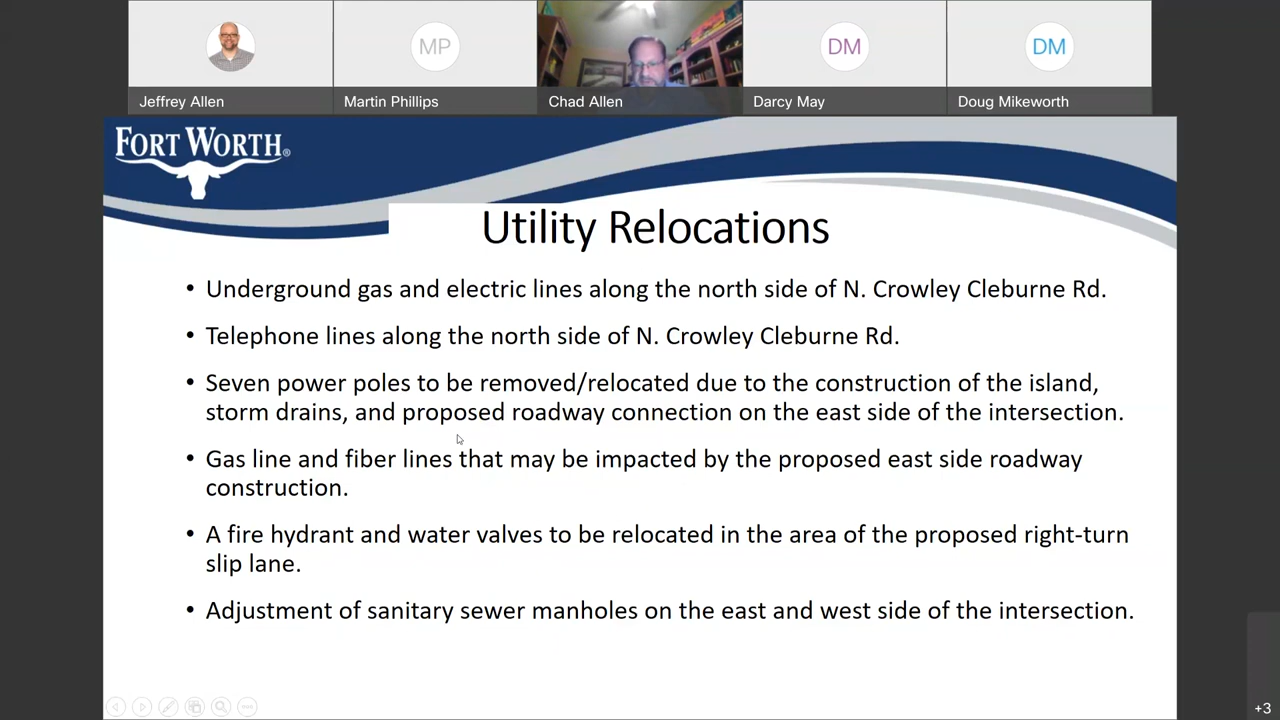 MP
DM
DM
Jeffrey Allen
Martin Phillips
Chad Allen
Darcy May
Doug Mikeworth
FORT WORTH®
Utility Relocations
• Underground gas and electric lines along the north side of N. Crowley Cleburne Rd.
• Telephone lines along the north side of N. Crowley Cleburne Rd.
• Seven power poles to be removed/relocated due to the construction of the island,
storm drains, and proposed roadway connection on the east side of the intersection.
• Gas line and fiber lines that may be impacted by the proposed east side roadway
construction.
• A fire hydrant and water valves to be relocated in the area of the proposed right-turn
slip lane.
• Adjustment of sanitary sewer manholes on the east and west side of the intersection.
+3